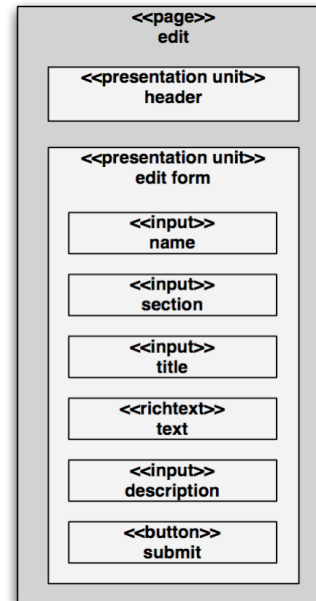 <<page>>
edit
<<presentation unit>>
header
<<presentation unit>>
edit form
<<input>>
name
<<input>>
section
<<input>>
title
<<richtext>>
text
<<input>>
description
<<button>>
submit